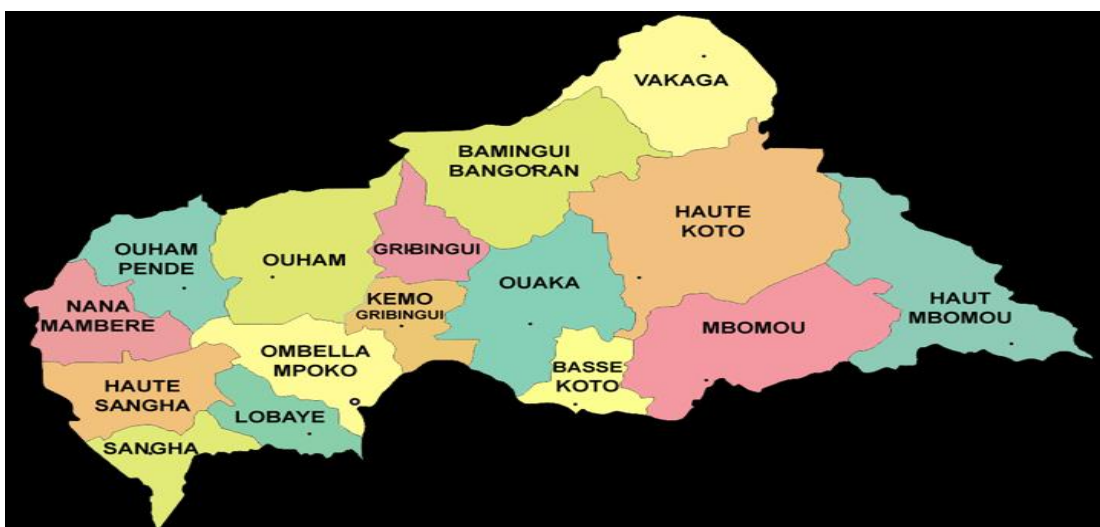 VAKAGA
BAMINGUI
BANGORAN
HAUTE
KOTO
OUHAM
PENDE
OUHAM
GRIBINGUI
OUAKA
NANA
MAMBERE
KEMO
GRIBINGUI
HAUT
MBOMOU
MBOMOU
OMBELLA
MPOKO
BASSE
KOTO
HAUTE
SANGHA
LOBAYE
SANGHA